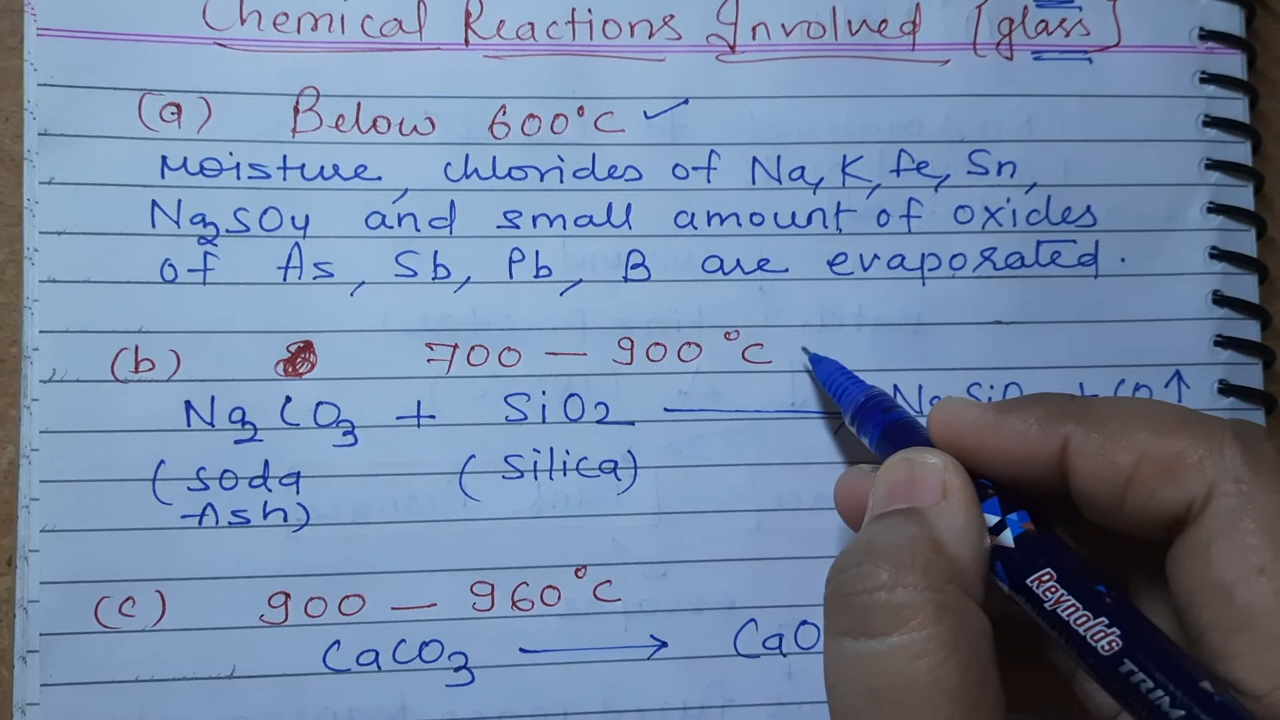 Chemical Reactions Involved [glass]
(a) Below 600°C ✓
Moisture, chlorides of Na, K, Fe, Sn,
Na2SO4 and small amount of oxides
of As, Sb, Pb, B are evaporated.
(b) 700 – 900 °C
Na2CO3 + SiO2 ⟶ ↑
(Soda (Silica)
Ash)
(c) 900 – 960°C
CaCO3 ⟶ CaO
Reynolds TRIM